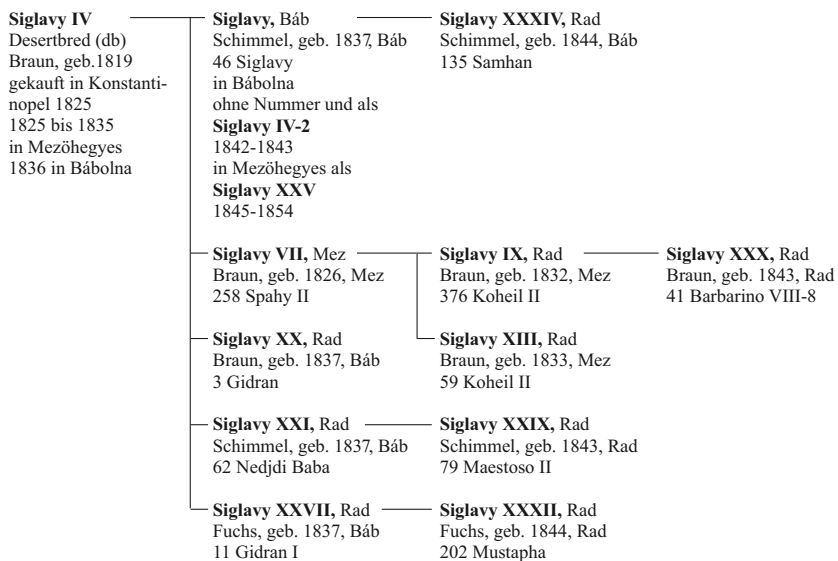 Siglavy IV
Desertbred (db)
Braun, geb.1819
gekauft in Konstanti-
nopel 1825
1825 bis 1835
in Mezöhegyes
1836 in Bábolna
Siglavy, Báb
Schimmel, geb. 1837, Báb
46 Siglavy
in Bábolna
ohne Nummer und als
Siglavy IV-2
1842-1843
in Mezöhegyes als
Siglavy XXV
1845-1854
Siglavy XXXIV, Rad
Schimmel, geb. 1844, Báb
135 Samhan
Siglavy VII, Mez
Braun, geb. 1826, Mez
258 Spahy II
Siglavy IX, Rad
Braun, geb. 1832, Mez
376 Koheil II
Siglavy XXX, Rad
Braun, geb. 1843, Rad
41 Barbarino VIII-8
Siglavy XX, Rad
Braun, geb. 1837, Báb
3 Gidran
Siglavy XIII, Rad
Braun, geb. 1833, Mez
59 Koheil II
Siglavy XXI, Rad
Schimmel, geb. 1837, Báb
62 Nedjdi Baba
Siglavy XXIX, Rad
Schimmel, geb. 1843, Rad
79 Maestoso II
Siglavy XXVII, Rad
Fuchs, geb. 1837, Báb
11 Gidran I
Siglavy XXXII, Rad
Fuchs, geb. 1844, Rad
202 Mustapha